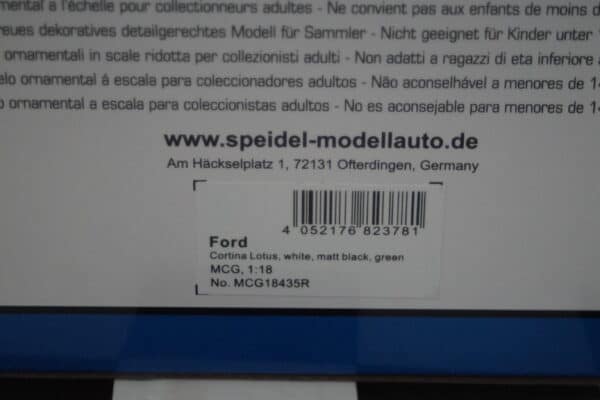 mental a l'échelle pour collectionneurs adultes - Ne convient pas aux enfants de moins d
reues dekoratives detailgerechtes Modell für Sammler - Nicht geeignet für Kinder unter
ornamentali in scale ridotta per collezionisti adulti - Non adatti a ragazzi di eta inferiore a
elo ornamental á escala para coleccionadores adultos - Não aconselhável a menores de 14
o ornamental a escala para coleccionistas adultos - No es aconsejable para menores de 14
www.speidel-modellauto.de
Am Häckselplatz 1, 72131 Ofterdingen, Germany
4 052176 823781
Ford
Cortina Lotus, white, matt black, green
MCG, 1:18
No. MCG18435R